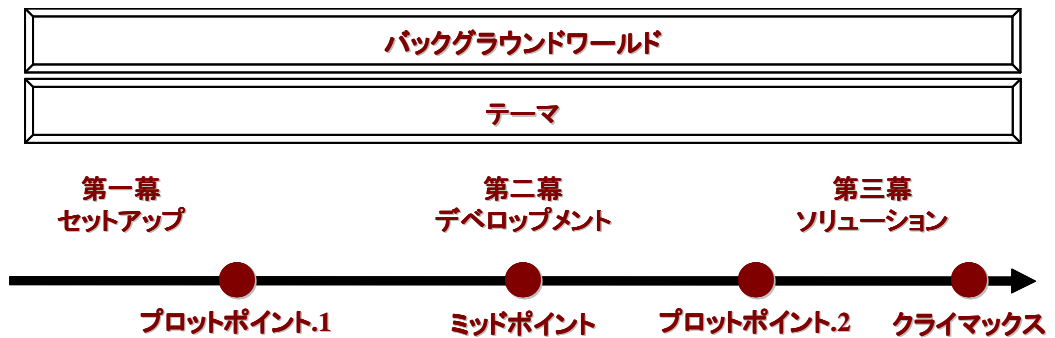 バックグラウンドワールド
テーマ
第一幕
セットアップ
第二幕
デベロップメント
第三幕
ソリューション
プロットポイント.1
ミッドポイント
プロットポイント.2
クライマックス